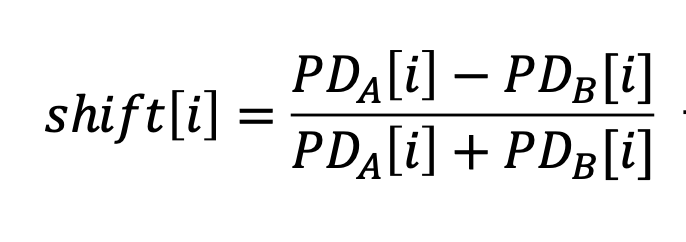 shift[i] = (PD_A[i] − PD_B[i]) / (PD_A[i] + PD_B[i])